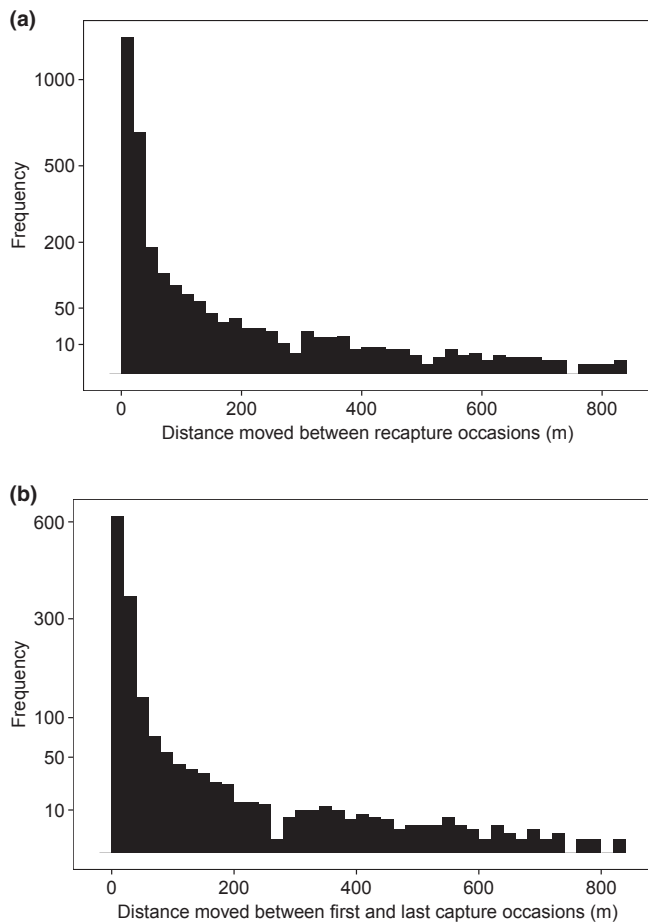 (a)
1000
500
200
50
10
Frequency
0 200 400 600 800
Distance moved between recapture occasions (m)
(b)
600
300
100
50
10
Frequency
0 200 400 600 800
Distance moved between first and last capture occasions (m)